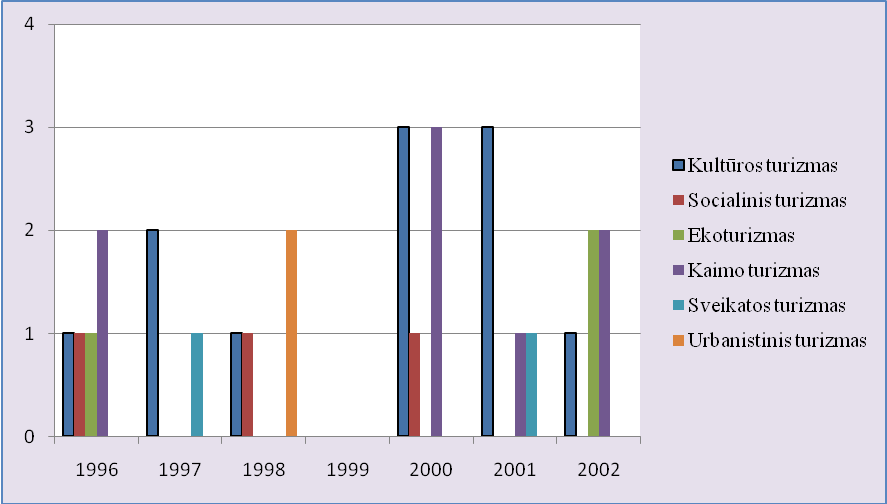 4
3
2
1
0
1996 1997 1998 1999 2000 2001 2002
Kultūros turizmas
Socialinis turizmas
Ekoturizmas
Kaimo turizmas
Sveikatos turizmas
Urbanistinis turizmas